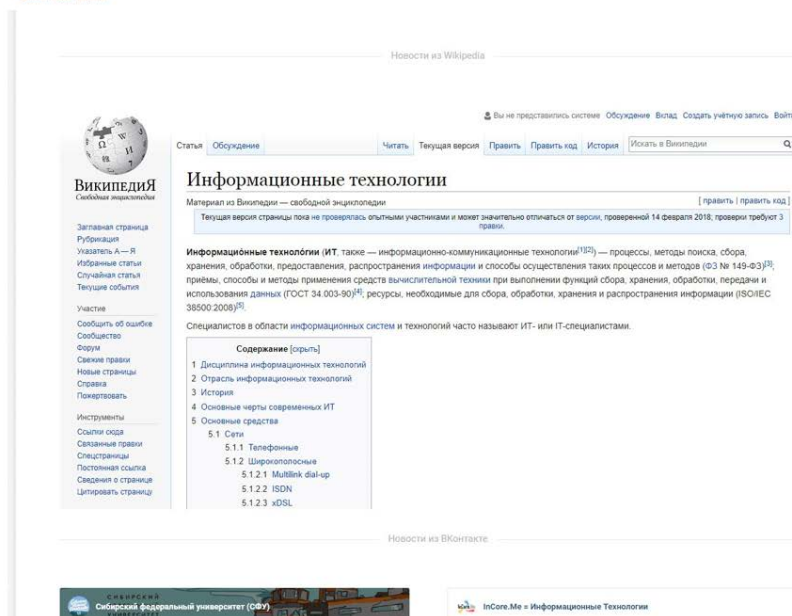 Новости из Wikipedia
Вы не представились системе Обсуждение Вклад Создать учётную запись Войти
Статья Обсуждение Читать Текущая версия Править Править код История Искать в Википедии
ВикипедиЯ
Свободная энциклопедия
Заглавная страница
Рубрикация
Указатель А — Я
Избранные статьи
Случайная статья
Текущие события
Участие
Сообщить об ошибке
Сообщество
Форум
Свежие правки
Новые страницы
Справка
Пожертвовать
Инструменты
Ссылки сюда
Связанные правки
Спецстраницы
Постоянная ссылка
Сведения о странице
Цитировать страницу
Информационные технологии
Материал из Википедии — свободной энциклопедии [ править | править код ]
Текущая версия страницы пока не проверялась опытными участниками и может значительно отличаться от версии, проверенной 14 февраля 2018; проверки требуют 3
правки.
Информацио́нные техноло́гии (ИТ, также — информационно-коммуникационные технологии[1][2]) — процессы, методы поиска, сбора,
хранения, обработки, предоставления, распространения информации и способы осуществления таких процессов и методов (ФЗ № 149-ФЗ)[3];
приёмы, способы и методы применения средств вычислительной техники при выполнении функций сбора, хранения, обработки, передачи и
использования данных (ГОСТ 34.003-90)[4]; ресурсы, необходимые для сбора, обработки, хранения и распространения информации (ISO/IEC
38500:2008)[5].
Специалистов в области информационных систем и технологий часто называют ИТ- или IT-специалистами.
Содержание [скрыть]
1 Дисциплина информационных технологий
2 Отрасль информационных технологий
3 История
4 Основные черты современных ИТ
5 Основные средства
5.1 Сети
5.1.1 Телефонные
5.1.2 Широкополосные
5.1.2.1 Multilink dial-up
5.1.2.2 ISDN
5.1.2.3 xDSL
Новости из ВКонтакте
СИБИРСКИЙ
Сибирский федеральный университет (СФУ)
InCore.Me = Информационные Технологии